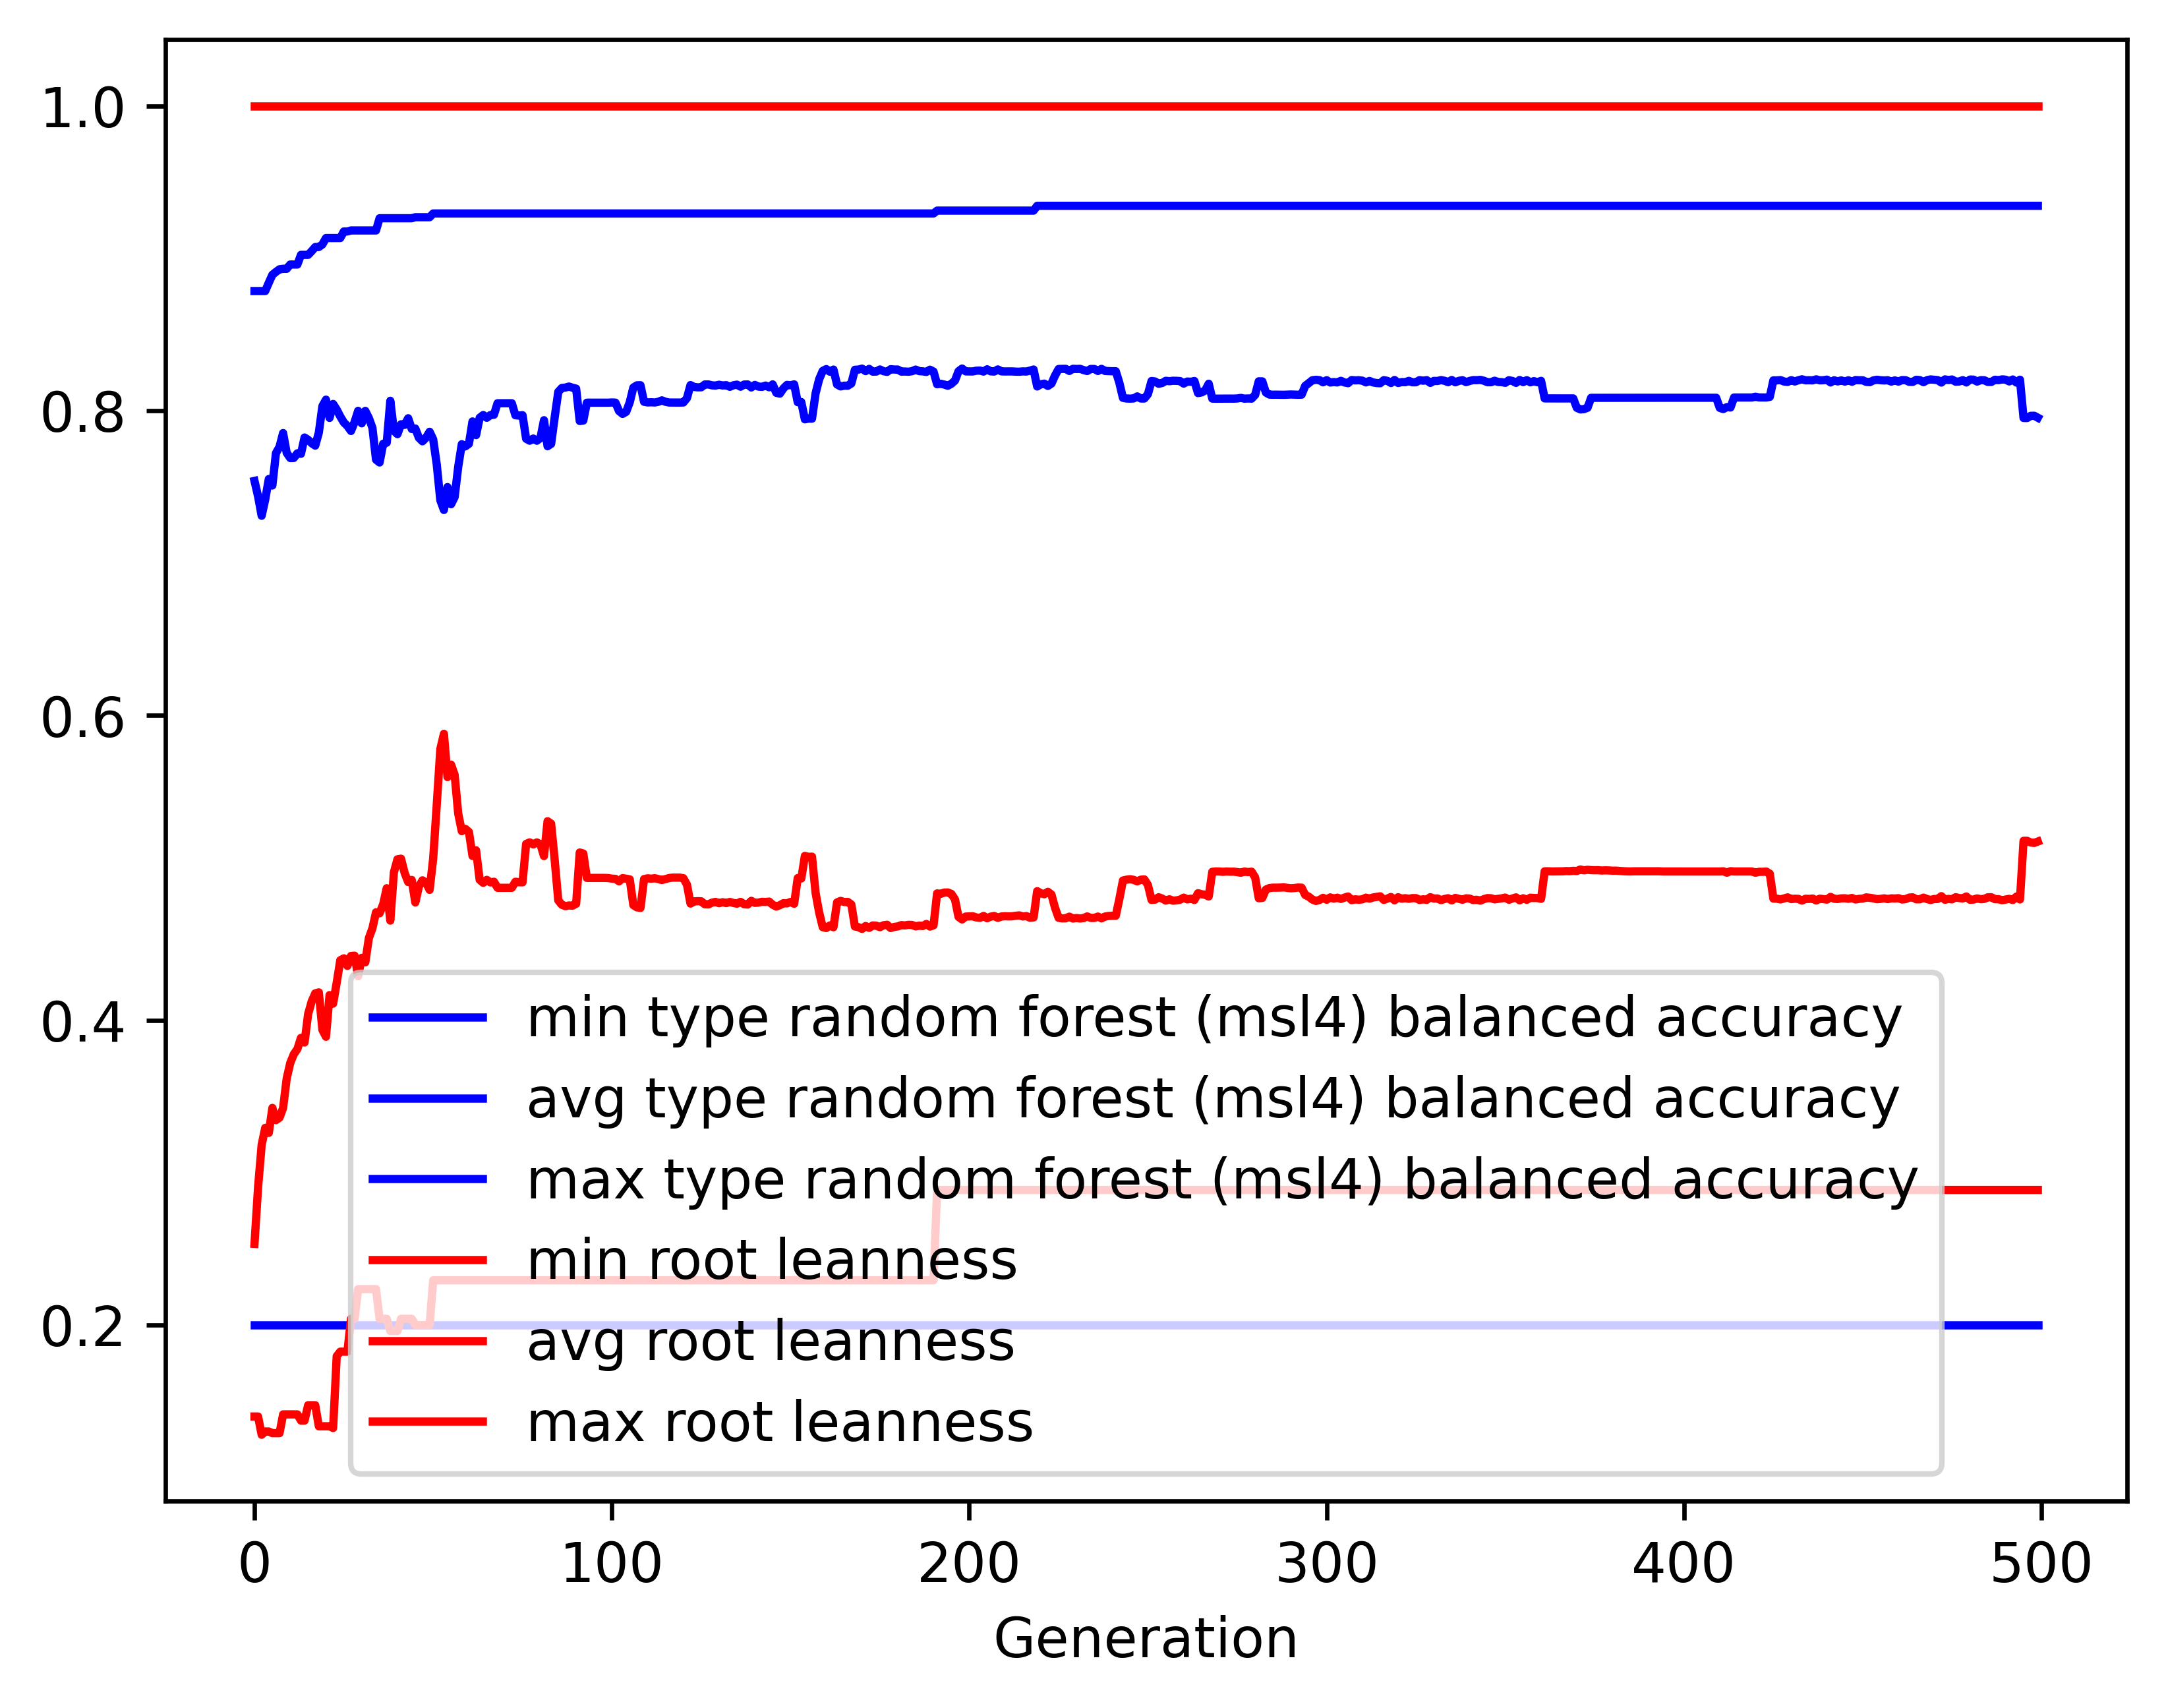 1.0
0.8
0.6
0.4
0.2
min type random forest (msl4) balanced accuracy
avg type random forest (msl4) balanced accuracy
max type random forest (msl4) balanced accuracy
min root leanness
avg root leanness
max root leanness
0 100 200 300 400 500
Generation